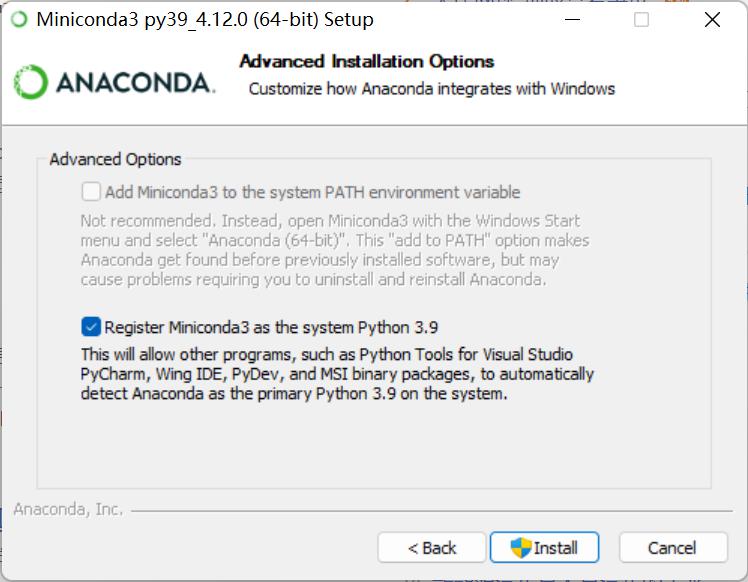 Miniconda3 py39_4.12.0 (64-bit) Setup
Advanced Installation Options
ANACONDA.
Customize how Anaconda integrates with Windows
Advanced Options
Add Miniconda3 to the system PATH environment variable
Not recommended. Instead, open Miniconda3 with the Windows Start
menu and select "Anaconda (64-bit)". This "add to PATH" option makes
Anaconda get found before previously installed software, but may
cause problems requiring you to uninstall and reinstall Anaconda.
Register Miniconda3 as the system Python 3.9
This will allow other programs, such as Python Tools for Visual Studio
PyCharm, Wing IDE, PyDev, and MSI binary packages, to automatically
detect Anaconda as the primary Python 3.9 on the system.
Anaconda, Inc.
< Back
Install
Cancel